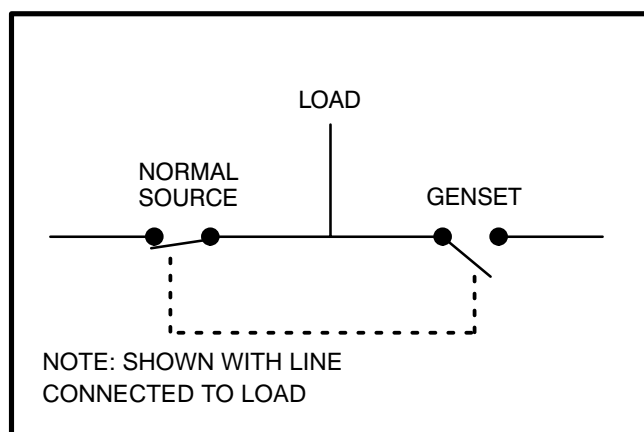 LOAD
NORMAL
SOURCE
GENSET
NOTE: SHOWN WITH LINE
CONNECTED TO LOAD